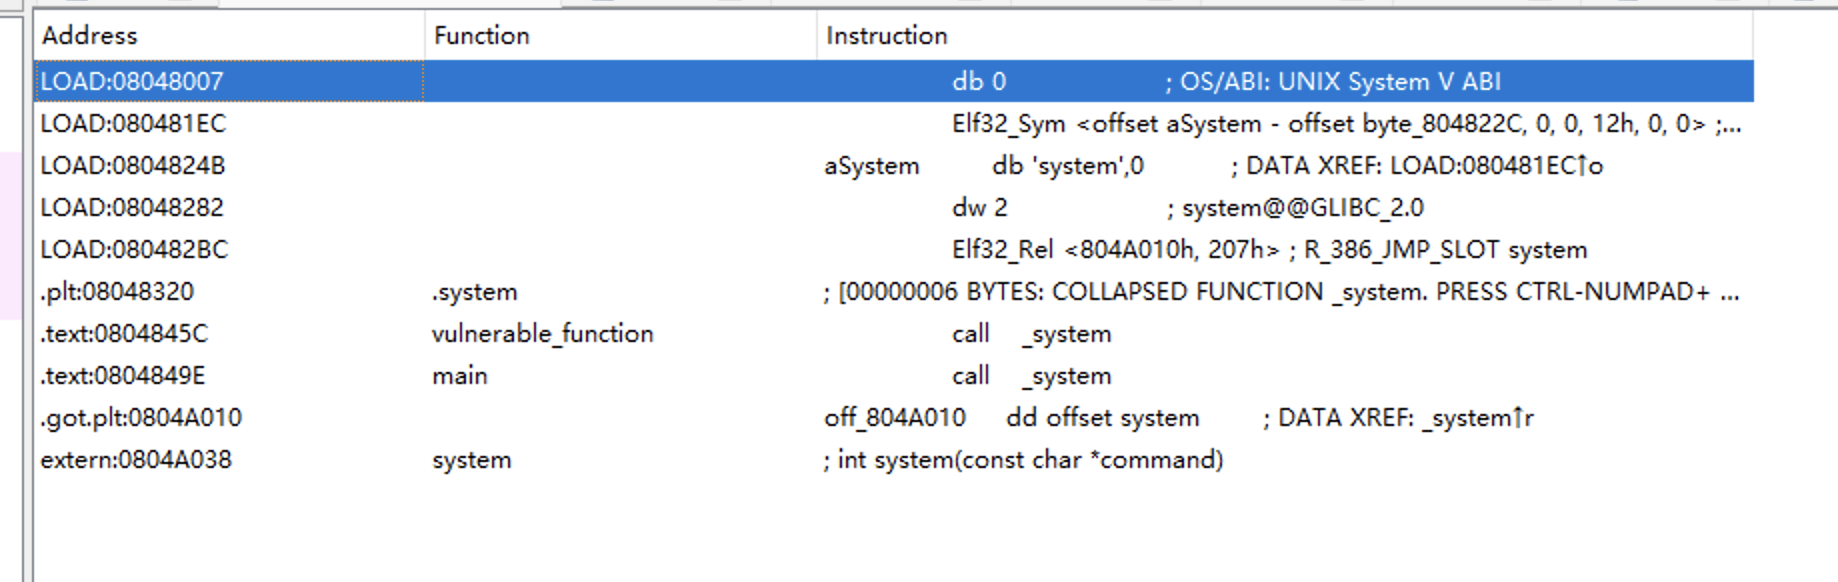 Address Function Instruction
LOAD:08048007 db 0 ; OS/ABI: UNIX System V ABI
LOAD:080481EC Elf32_Sym <offset aSystem - offset byte_804822C, 0, 0, 12h, 0, 0> ;...
LOAD:0804824B aSystem db 'system',0 ; DATA XREF: LOAD:080481EC↑o
LOAD:08048282 dw 2 ; system@@GLIBC_2.0
LOAD:080482BC Elf32_Rel <804A010h, 207h> ; R_386_JMP_SLOT system
.plt:08048320 .system ; [00000006 BYTES: COLLAPSED FUNCTION _system. PRESS CTRL-NUMPAD+ ...
.text:0804845C vulnerable_function call _system
.text:0804849E main call _system
.got.plt:0804A010 off_804A010 dd offset system ; DATA XREF: _system↑r
extern:0804A038 system ; int system(const char *command)